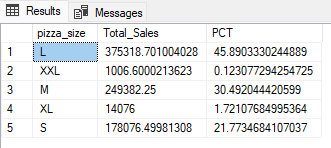 Results Messages
pizza_size Total_Sales PCT
1 L 375318.701004028 45.8903330244889
2 XXL 1006.6000213623 0.123077294254725
3 M 249382.25 30.492044420599
4 XL 14076 1.72107684995364
5 S 178076.49981308 21.7734684107037